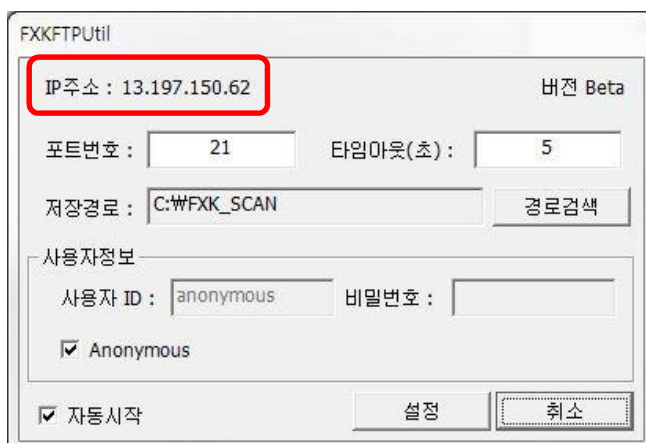 FXKFTPUtil
IP주소 : 13.197.150.62 버전 Beta
포트번호 : 21 타임아웃(초) : 5
저장경로 : C:₩FXK_SCAN 경로검색
사용자정보
사용자 ID : anonymous 비밀번호 :
Anonymous
자동시작 설정 취소